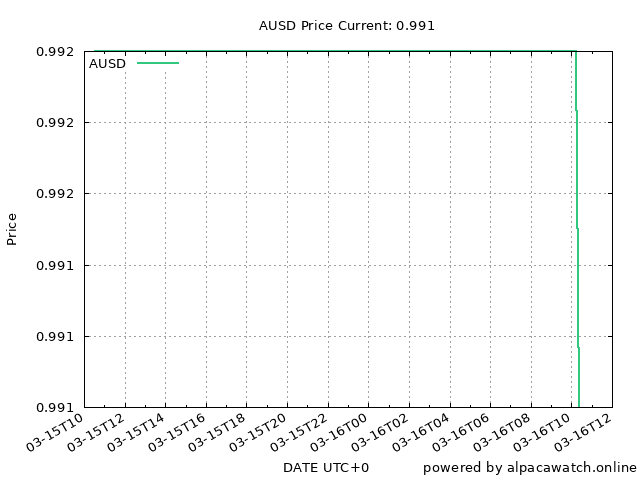 AUSD Price Current: 0.991
0.992
AUSD
0.992
0.992
Price
0.991
0.991
0.991
03-15T10 03-15T12 03-15T14 03-15T16 03-15T18 03-15T20 03-15T22 03-16T00 03-16T02 03-16T04 03-16T06 03-16T08 03-16T10 03-16T12
DATE UTC+0
powered by alpacawatch.online